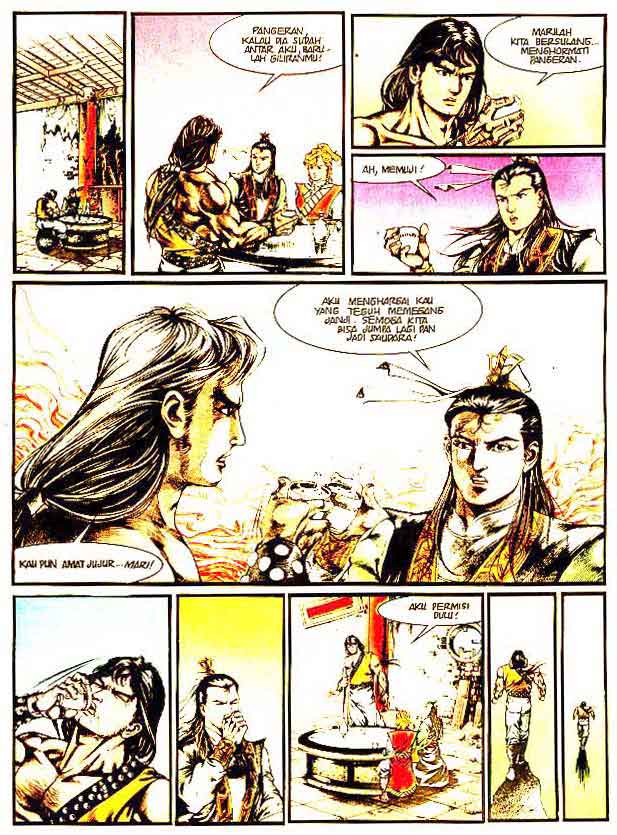 PANGERAN,
KALAU DIA SUDAH
ANTAR AKU, BARU-
LAH GILIRANMU!
MARILAH
KITA BERSULANG...
MENGHORMATI
PANGERAN.
AH, MEMUJI!
AKU MENGHARGAI KAU
YANG TEGUH MEMEGANG
JANJI. SEMOGA KITA
BISA JUMPA LAGI DAN
JADI SAUDARA!
KAU PUN AMAT JUJUR...MARI!
AKU PERMISI
DULU!